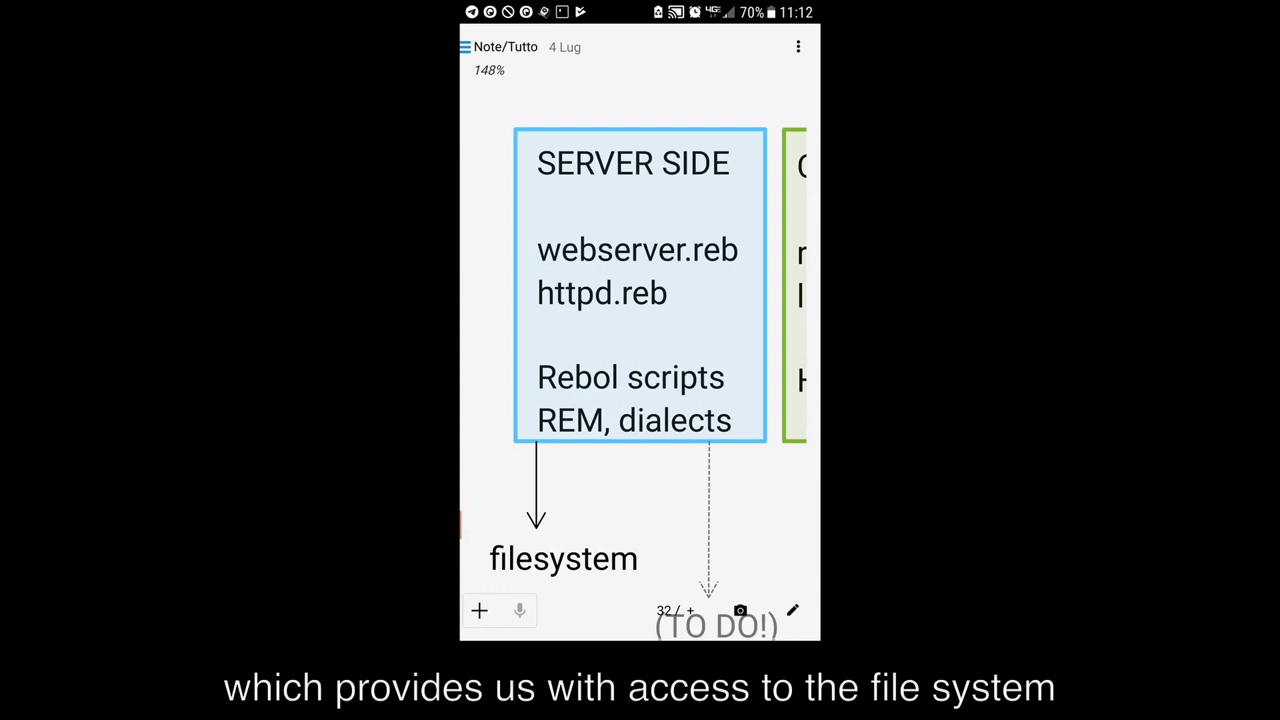 4G 70% 11:12
Note/Tutto 4 Lug
148%
SERVER SIDE
webserver.reb
httpd.reb
Rebol scripts
REM, dialects
filesystem
32 / +
(TO DO!)
which provides us with access to the file system